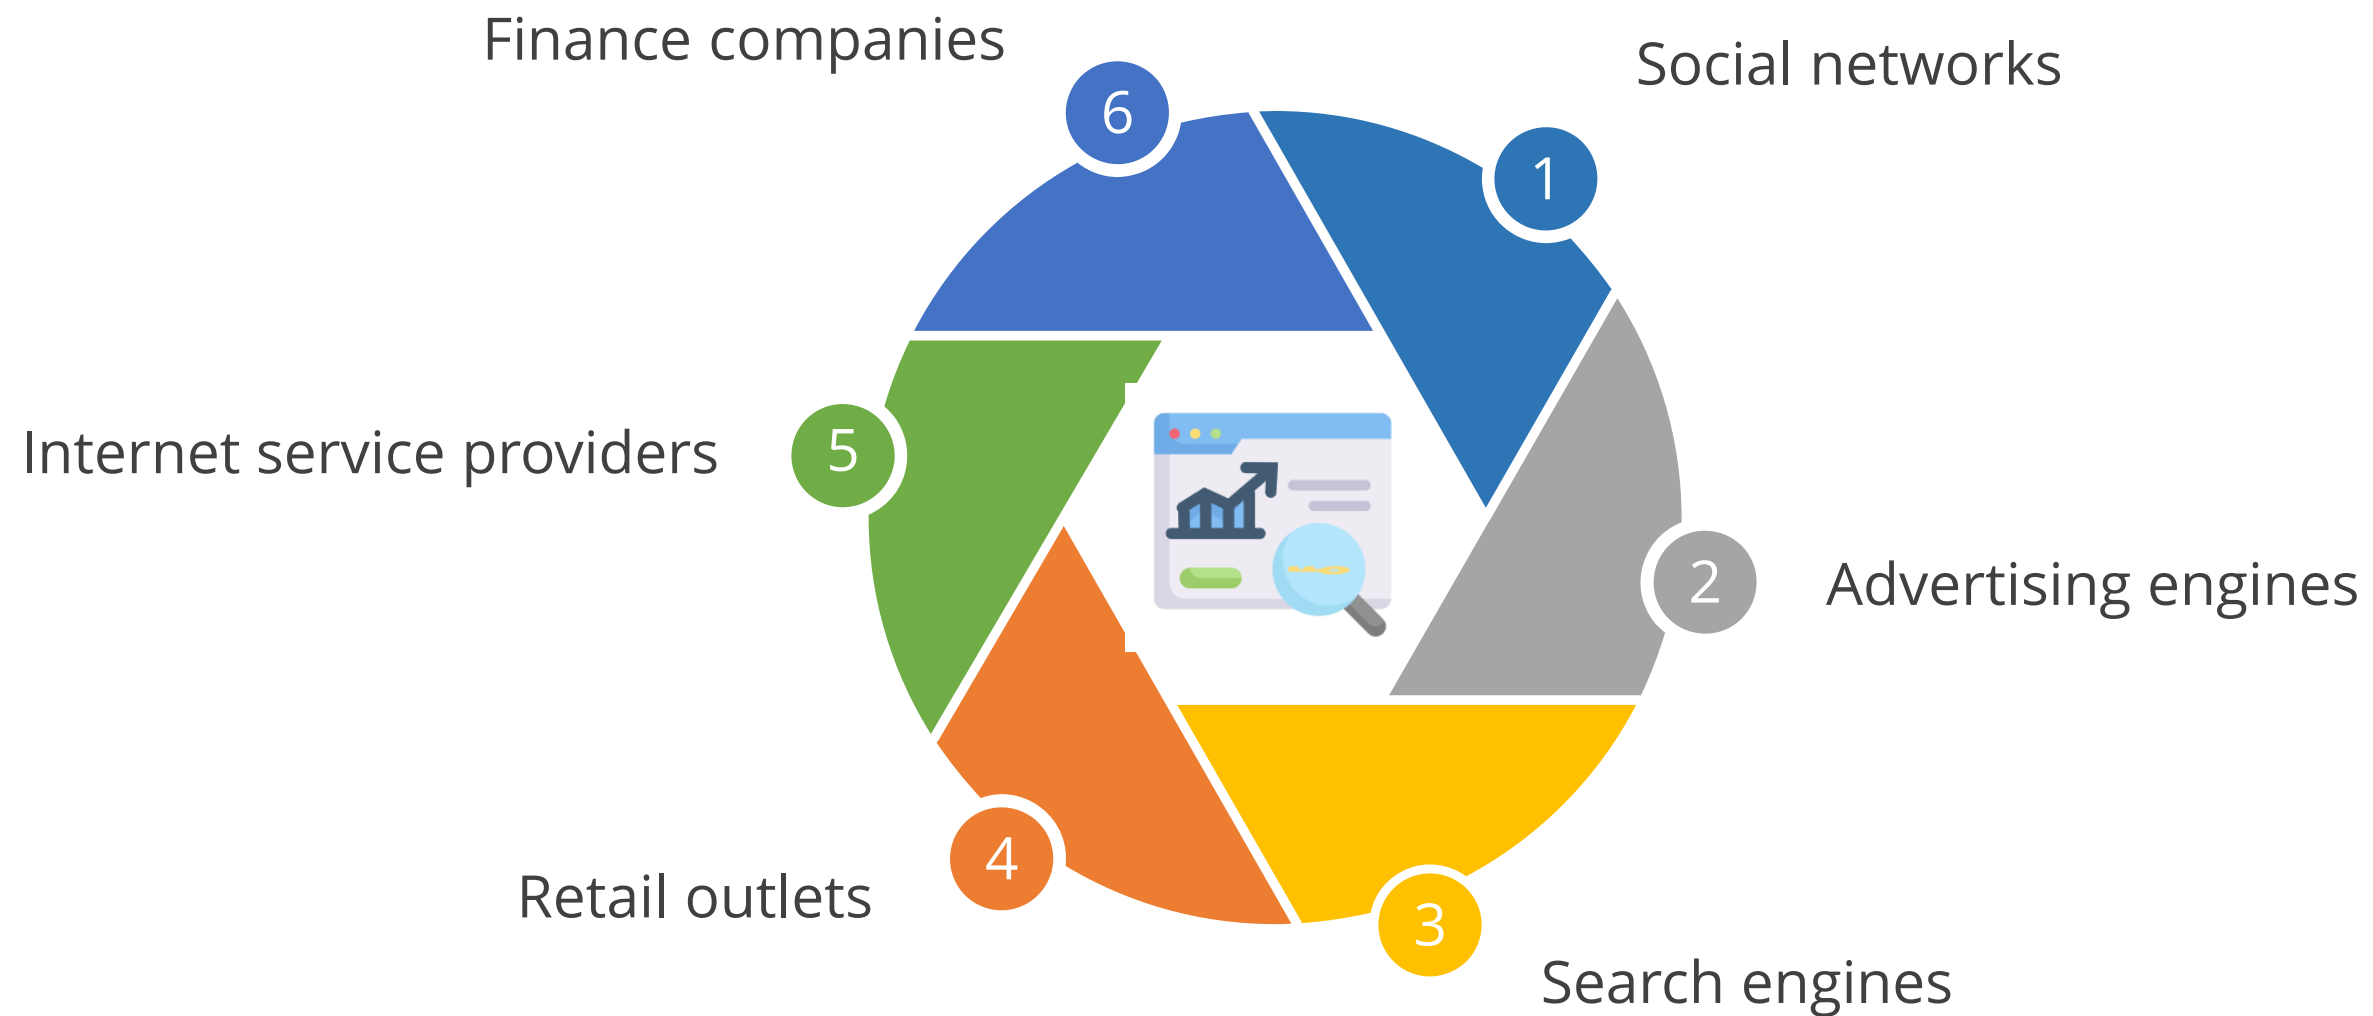 Finance companies
Social networks
6
1
Internet service providers
5
2
Advertising engines
4
Retail outlets
3
Search engines